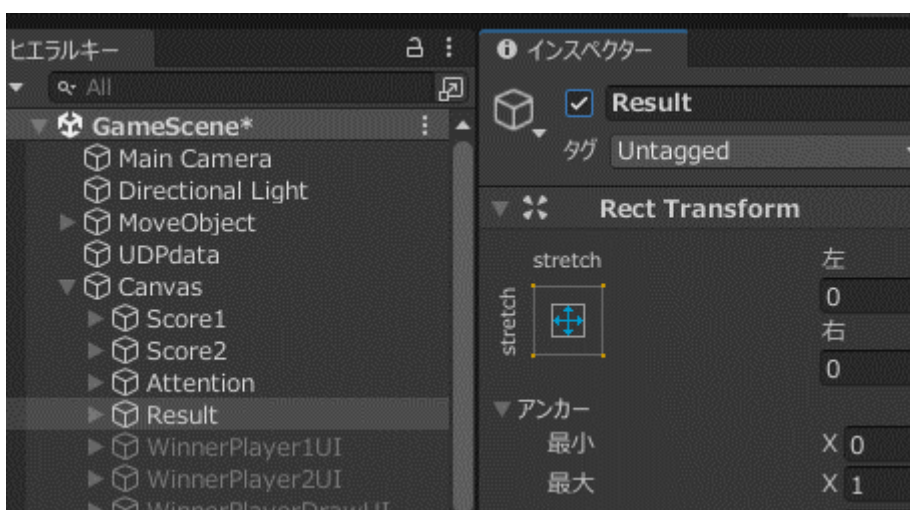 ヒエラルキー
All
GameScene*
Main Camera
Directional Light
MoveObject
UDPdata
Canvas
Score1
Score2
Attention
Result
WinnerPlayer1UI
WinnerPlayer2UI
WinnerPlayerDrawUI
インスペクター
Result
タグ Untagged
Rect Transform
stretch
stretch
左
0
右
0
アンカー
最小 X 0
最大 X 1